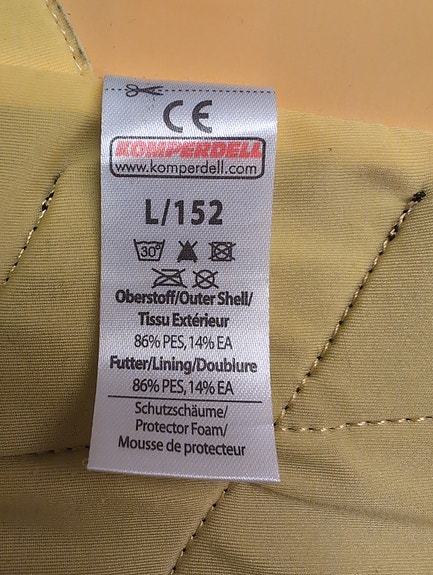 CE
KOMPERDELL
www.komperdell.com
L/152
30°
Oberstoff/Outer Shell/
Tissu Extérieur
86% PES, 14% EA
Futter/Lining/Doublure
86% PES, 14% EA
Schutzschäume/
Protector Foam/
Mousse de protecteur